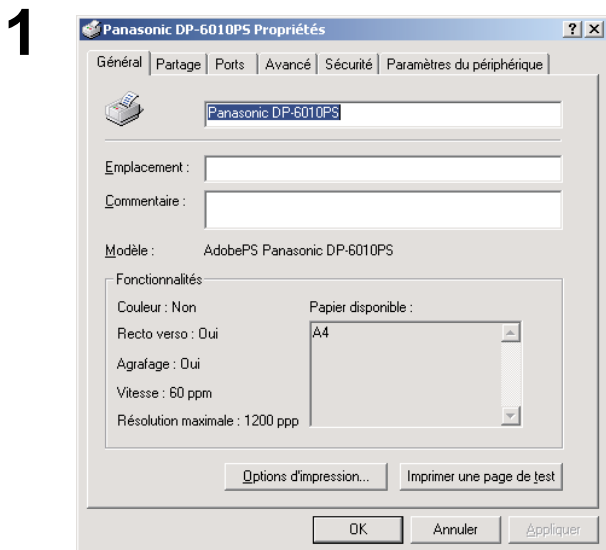 1
Panasonic DP-6010PS Propriétés
Général Partage Ports Avancé Sécurité Paramètres du périphérique
Panasonic DP-6010PS
Emplacement :
Commentaire :
Modèle : AdobePS Panasonic DP-6010PS
Fonctionnalités
Couleur : Non Papier disponible :
Recto verso : Oui A4
Agrafage : Oui
Vitesse : 60 ppm
Résolution maximale : 1200 ppp
Options d'impression... Imprimer une page de test
OK Annuler Appliquer